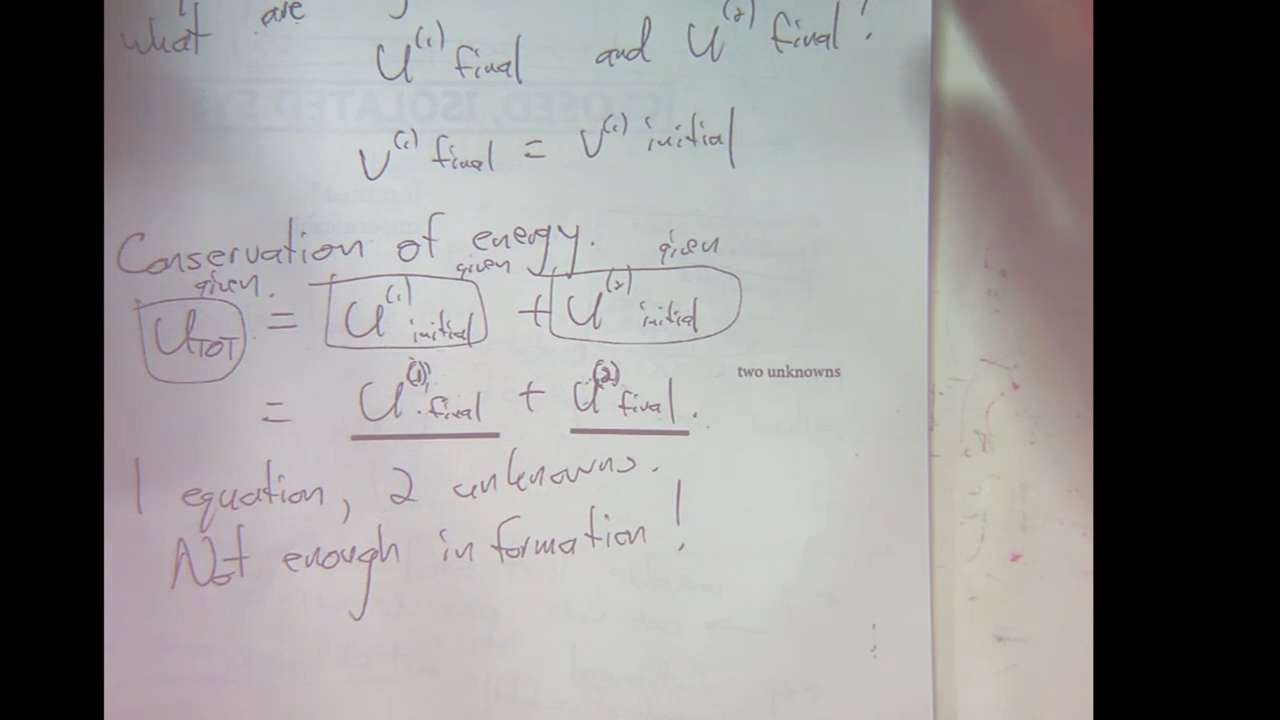 what are
U⁽¹⁾ final and U⁽²⁾ final?
V⁽¹⁾ final = V⁽¹⁾ initial
Conservation of energy.
given. given given
U_TOT = U⁽¹⁾ initial + U⁽²⁾ initial
= U⁽¹⁾ final + U⁽²⁾ final.
two unknowns
1 equation, 2 unknowns.
Not enough information!